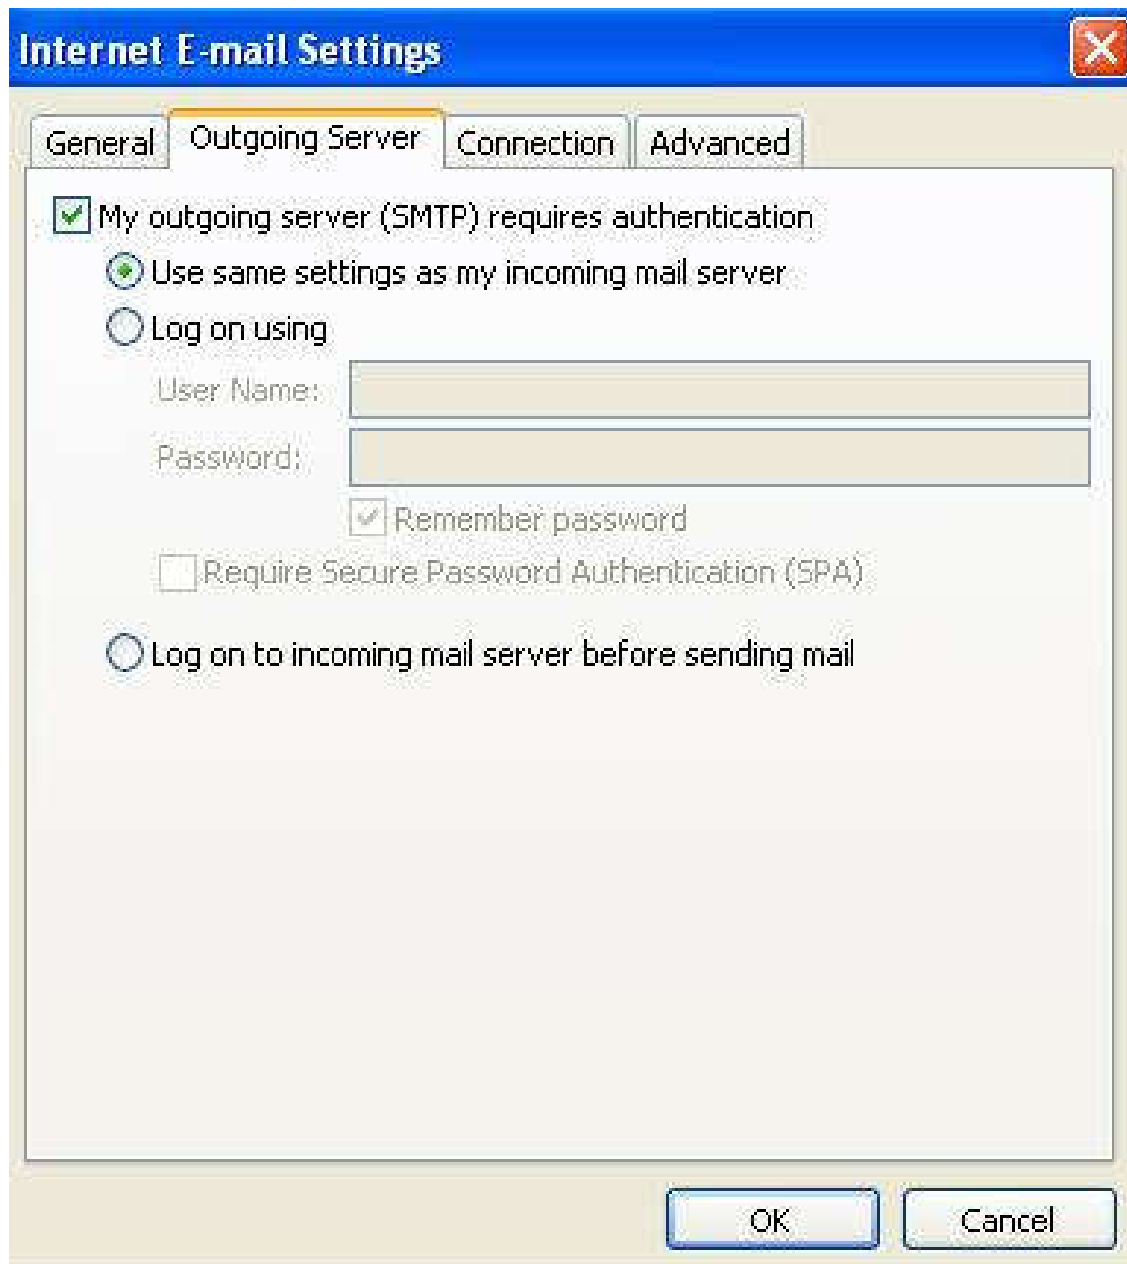 Internet E-mail Settings
General Outgoing Server Connection Advanced
My outgoing server (SMTP) requires authentication
Use same settings as my incoming mail server
Log on using
User Name:
Password:
Remember password
Require Secure Password Authentication (SPA)
Log on to incoming mail server before sending mail
OK Cancel